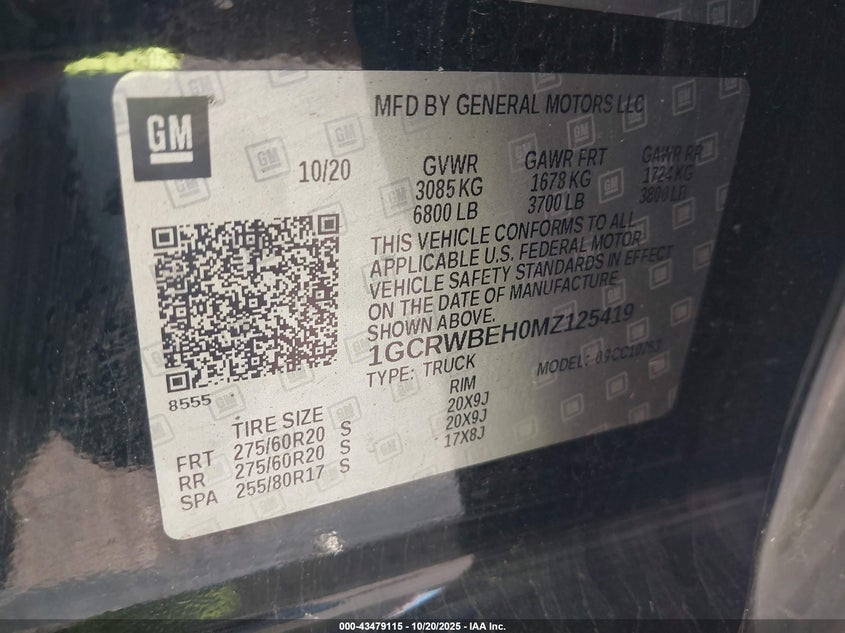 GM
MFD BY GENERAL MOTORS LLC
10/20
GVWR GAWR FRT GAWR RR
3085 KG 1678 KG 1724 KG
6800 LB 3700 LB 3800 LB
THIS VEHICLE CONFORMS TO ALL
APPLICABLE U.S. FEDERAL MOTOR
VEHICLE SAFETY STANDARDS IN EFFECT
ON THE DATE OF MANUFACTURE
SHOWN ABOVE.
1GCRWBEH0MZ125419
TYPE: TRUCK MODEL:
8555
TIRE SIZE RIM
FRT 275/60R20 S 20X9J
RR 275/60R20 S 20X9J
SPA 255/80R17 S 17X8J
000-43479115 - 10/20/2025 - IAA Inc.